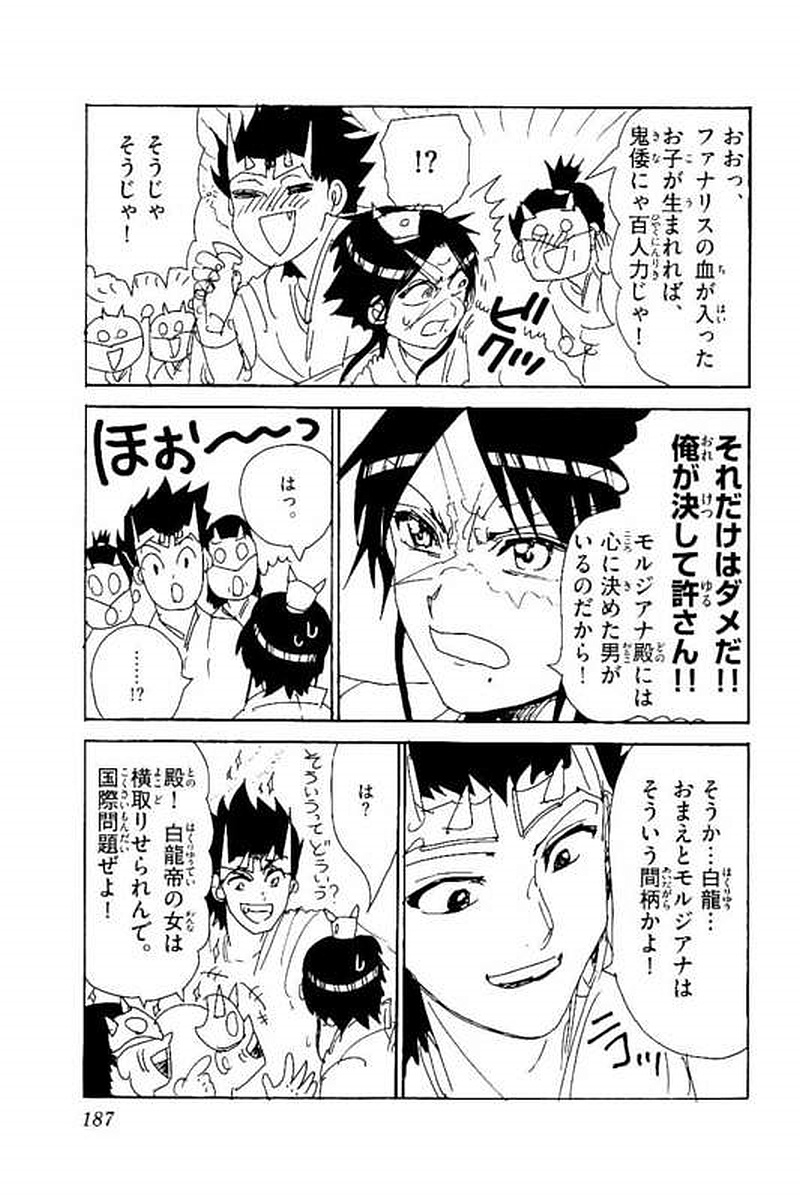 おおっ、
ファナリスの血が入った
お子が生まれれば、
鬼倭にゃ百人力じゃ！
!?
ビクッ
そうじゃ
そうじゃ！
それだけはダメだ!!
俺が決して許さん!!
モルジアナ殿には
心に決めた男が
いるのだから！
はっ。
ほお〜〜っ
……!?
そうか…白龍…
おまえとモルジアナは
そういう間柄かよ！
ニコッ
は？
そういうってどういう？
殿！白龍帝の女は
横取りせられんて。
国際問題ぜよ！
187